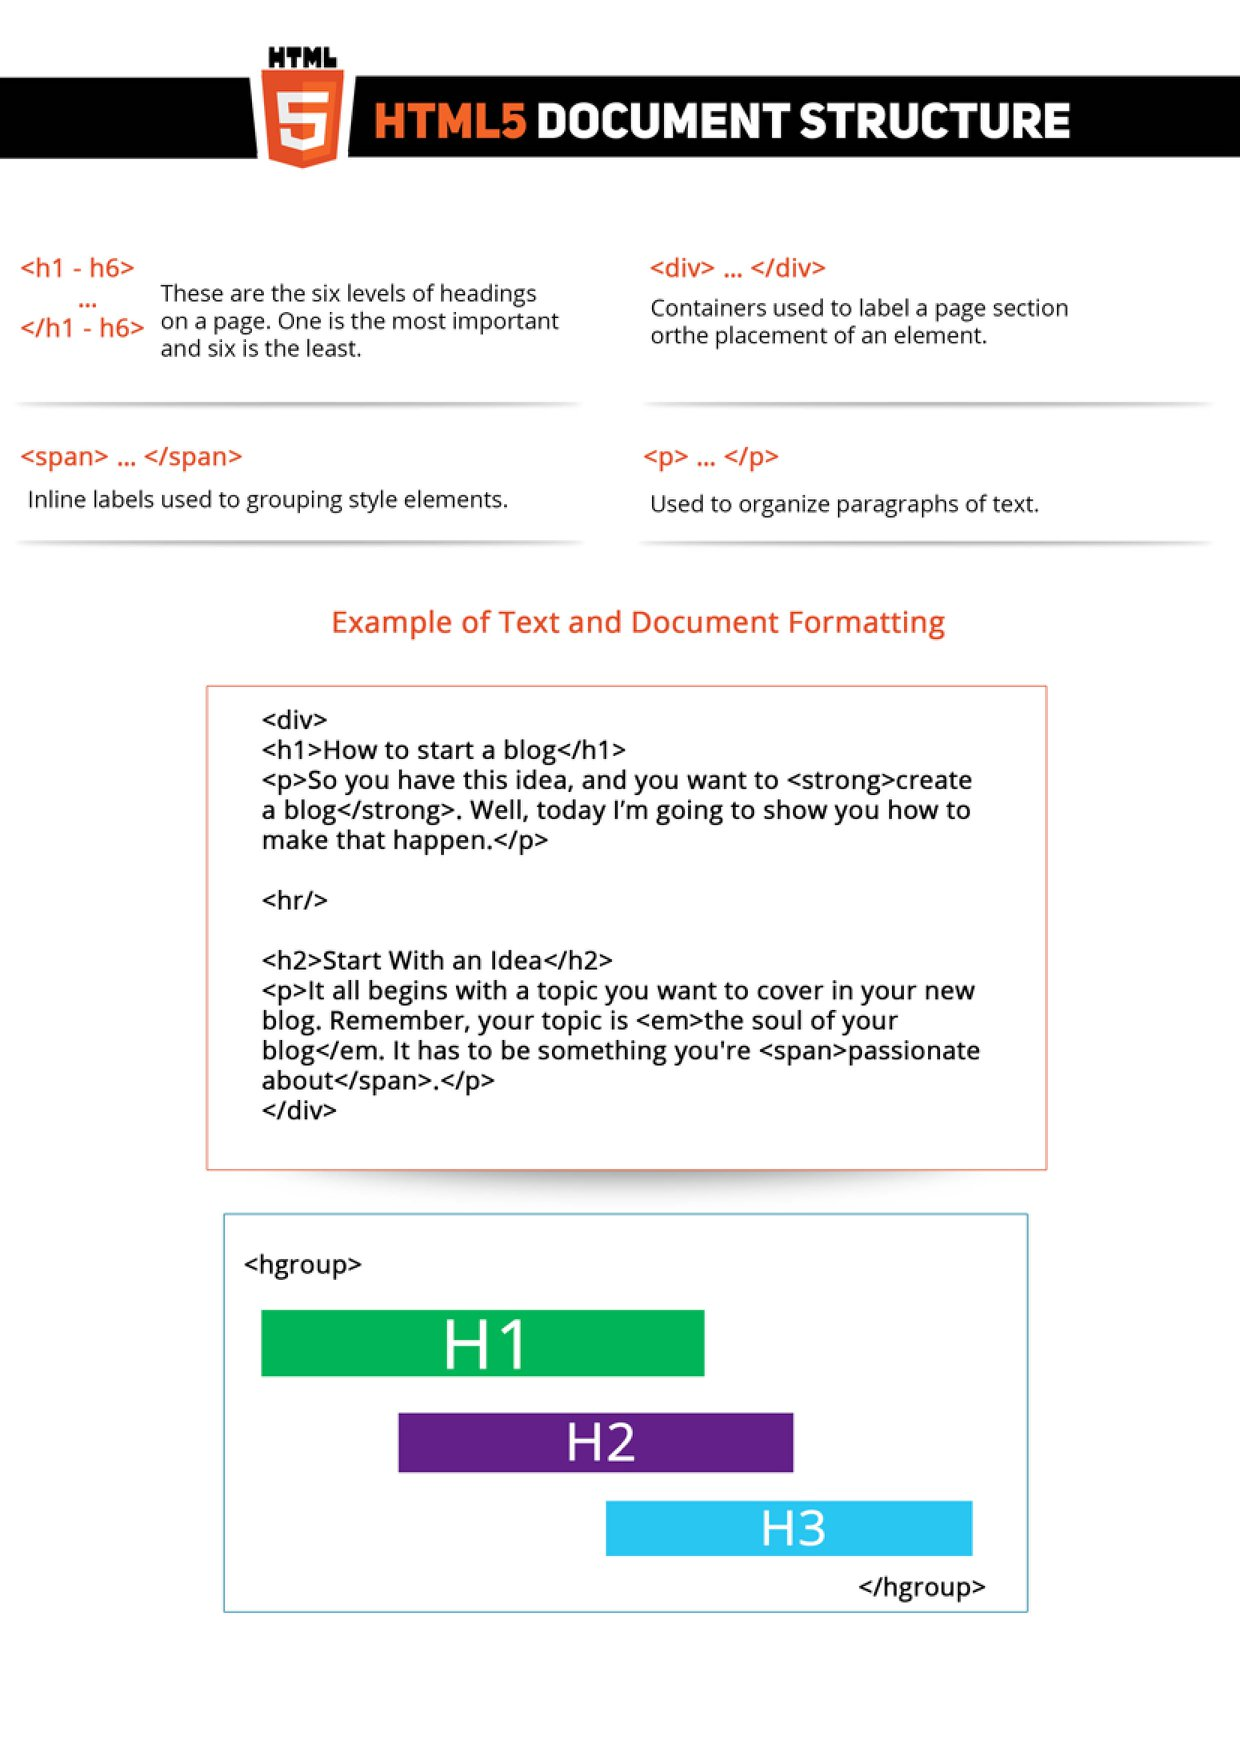 HTML
5
HTML5 DOCUMENT STRUCTURE
<h1 - h6>
...
</h1 - h6>
These are the six levels of headings
on a page. One is the most important
and six is the least.
<div> ... </div>
Containers used to label a page section
orthe placement of an element.
<span> ... </span>
Inline labels used to grouping style elements.
<p> ... </p>
Used to organize paragraphs of text.
Example of Text and Document Formatting
<div>
<h1>How to start a blog</h1>
<p>So you have this idea, and you want to <strong>create
a blog</strong>. Well, today I’m going to show you how to
make that happen.</p>
<hr/>
<h2>Start With an Idea</h2>
<p>It all begins with a topic you want to cover in your new
blog. Remember, your topic is <em>the soul of your
blog</em. It has to be something you're <span>passionate
about</span>.</p>
</div>
<hgroup>
H1
H2
H3
</hgroup>